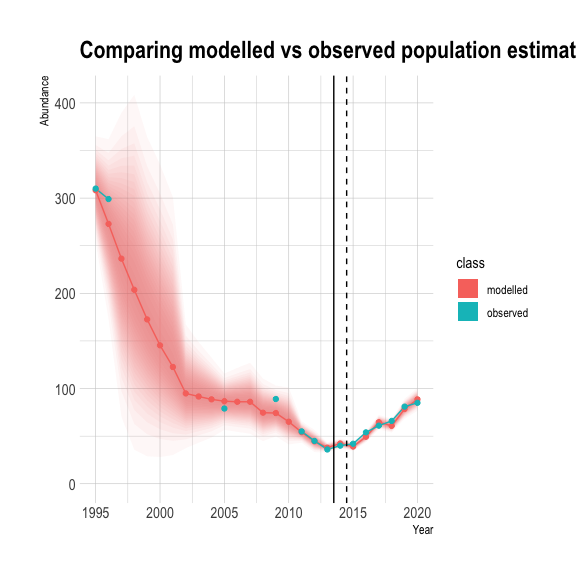 Comparing modelled vs observed population estimat
Abundance
400
300
200
100
0
1995 2000 2005 2010 2015 2020
Year
class
modelled
observed